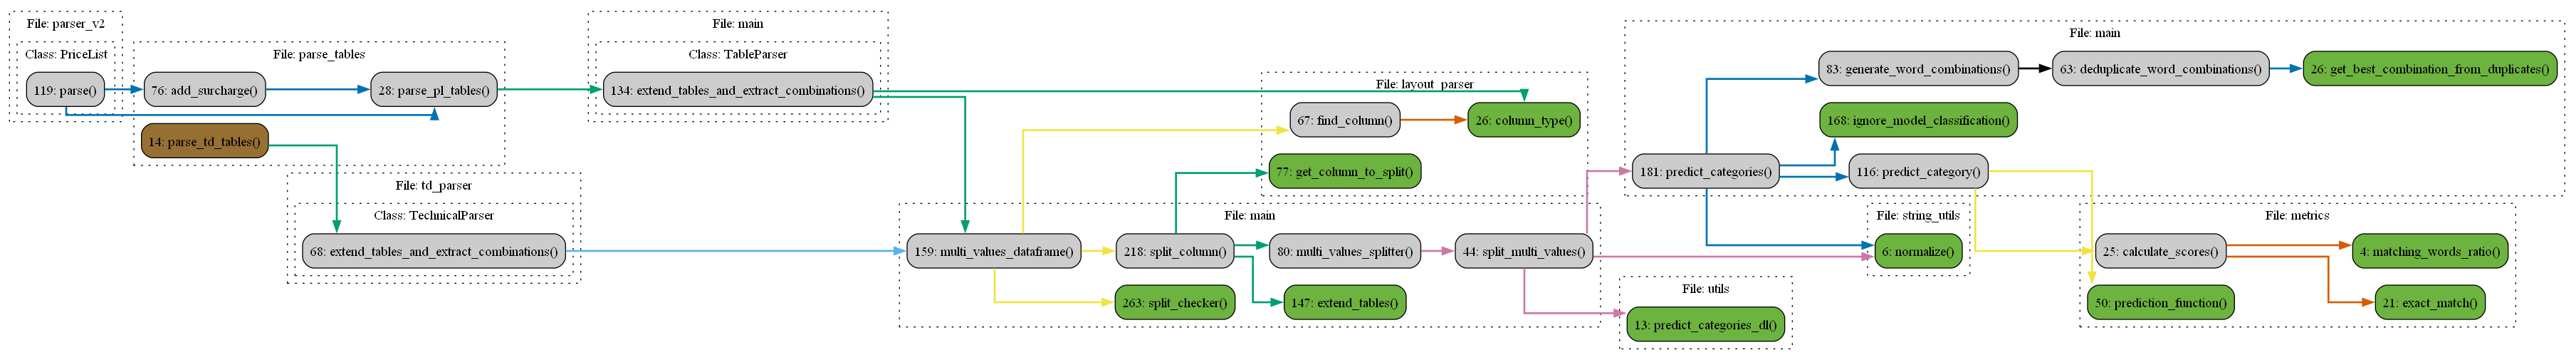 File: parser_v2
Class: PriceList
119: parse()
File: parse_tables
76: add_surcharge()
28: parse_pl_tables()
14: parse_td_tables()
File: td_parser
Class: TechnicalParser
68: extend_tables_and_extract_combinations()
File: main
Class: TableParser
134: extend_tables_and_extract_combinations()
File: layout_parser
67: find_column()
26: column_type()
77: get_column_to_split()
File: main
159: multi_values_dataframe()
218: split_column()
80: multi_values_splitter()
44: split_multi_values()
263: split_checker()
147: extend_tables()
File: utils
13: predict_categories_dl()
File: main
83: generate_word_combinations()
63: deduplicate_word_combinations()
26: get_best_combination_from_duplicates()
168: ignore_model_classification()
181: predict_categories()
116: predict_category()
File: string_utils
6: normalize()
File: metrics
25: calculate_scores()
4: matching_words_ratio()
50: prediction_function()
21: exact_match()